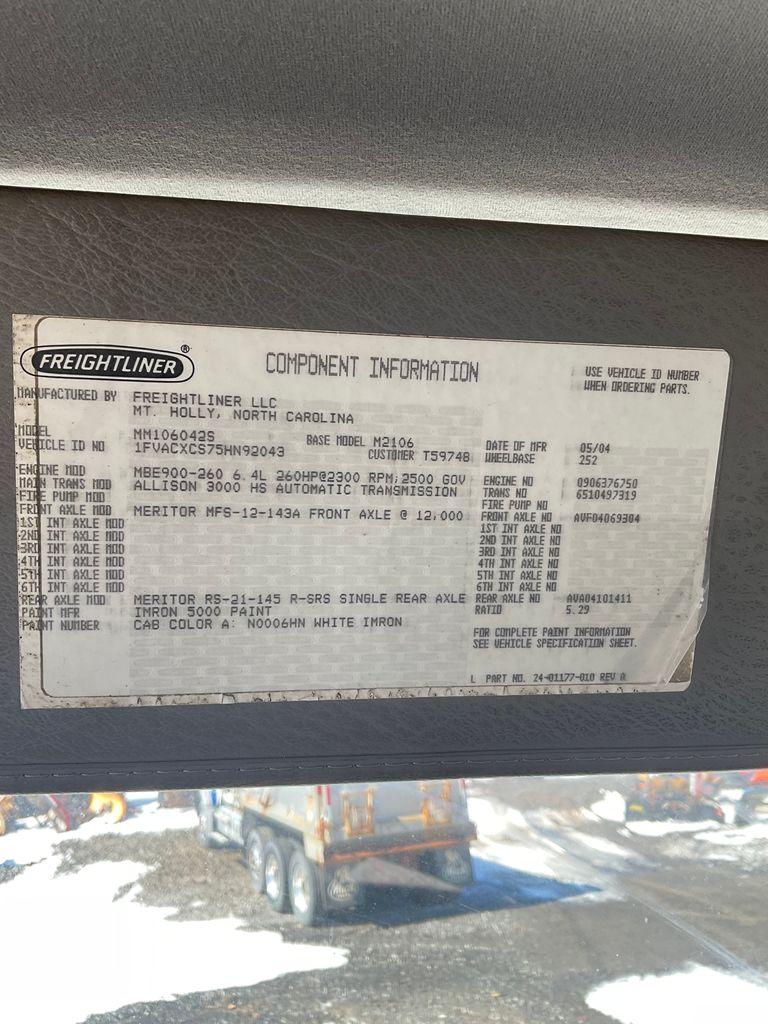 FREIGHTLINER®
COMPONENT INFORMATION
USE VEHICLE ID NUMBER
WHEN ORDERING PARTS.
MANUFACTURED BY FREIGHTLINER LLC
MT. HOLLY, NORTH CAROLINA
MODEL MM106042S BASE MODEL M2106 DATE OF MFR 05/04
VEHICLE ID NO 1FVACXCS75HN92043 CUSTOMER T59748 WHEELBASE 252
ENGINE MOD MBE900-260 6.4L 260HP@2300 RPM;2500 GOV ENGINE NO 0906376750
MAIN TRANS MOD ALLISON 3000 HS AUTOMATIC TRANSMISSION TRANS NO 6510497319
FIRE PUMP MOD FIRE PUMP NO
FRONT AXLE MOD MERITOR MFS-12-143A FRONT AXLE @ 12,000 FRONT AXLE NO AVF04069304
1ST INT AXLE MOD 1ST INT AXLE NO
2ND INT AXLE MOD 2ND INT AXLE NO
3RD INT AXLE MOD 3RD INT AXLE NO
4TH INT AXLE MOD 4TH INT AXLE NO
5TH INT AXLE MOD 5TH INT AXLE NO
6TH INT AXLE MOD 6TH INT AXLE NO
REAR AXLE MOD MERITOR RS-21-145 R-SRS SINGLE REAR AXLE REAR AXLE NO AVA04101411
PAINT MFR IMRON 5000 PAINT RATIO 5.29
PAINT NUMBER CAB COLOR A: N0006HN WHITE IMRON
FOR COMPLETE PAINT INFORMATION
SEE VEHICLE SPECIFICATION SHEET.
L PART NO. 24-01177-010 REV A